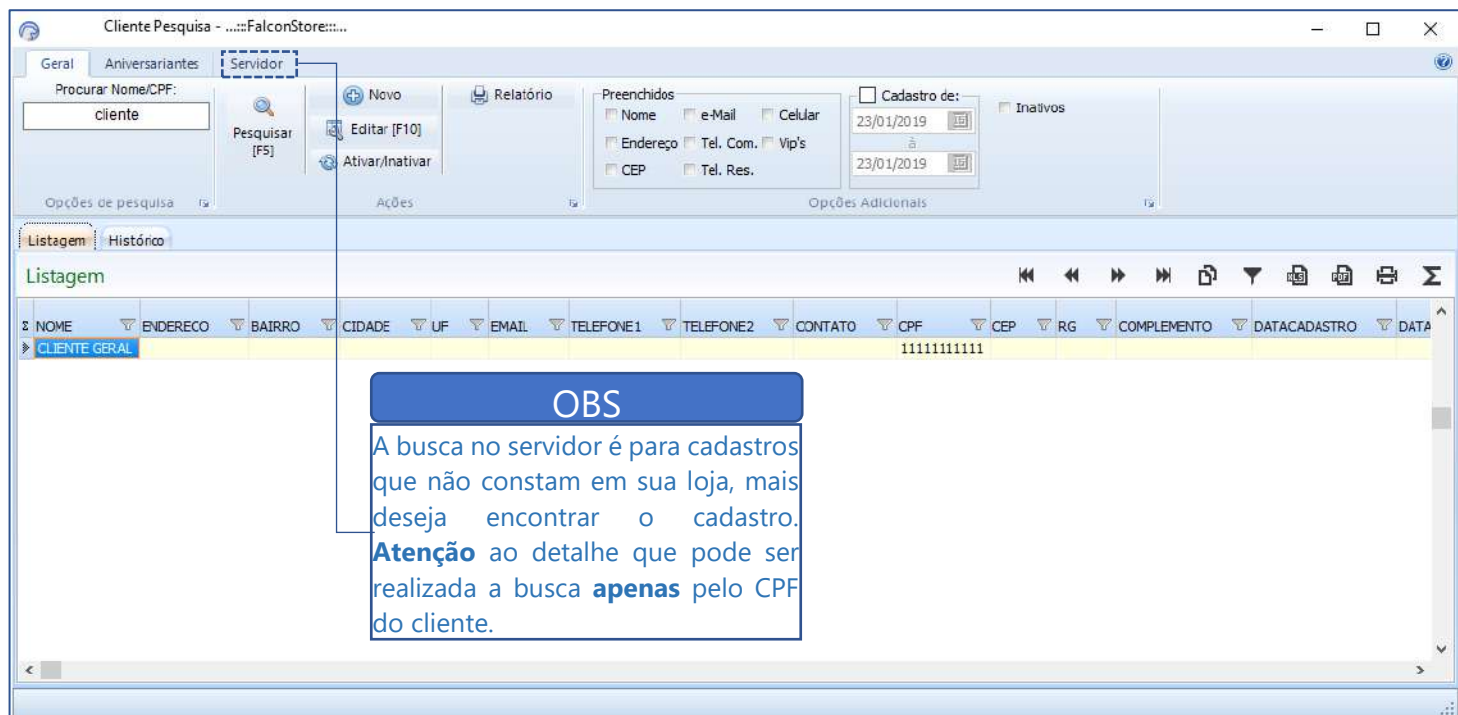 Cliente Pesquisa - ...:::FalconStore:::...
Geral Aniversariantes Servidor
Procurar Nome/CPF:
cliente
Pesquisar
[F5]
Novo
Editar [F10]
Ativar/Inativar
Relatório
Preenchidos
Nome e-Mail Celular
Endereço Tel. Com. Vip's
CEP Tel. Res.
Cadastro de:
23/01/2019
à
23/01/2019
Inativos
Opções de pesquisa Ações Opções Adicionais
Listagem Histórico
Listagem
XLS PDF Σ
Σ NOME ENDERECO BAIRRO CIDADE UF EMAIL TELEFONE1 TELEFONE2 CONTATO CPF CEP RG COMPLEMENTO DATACADASTRO DATA
CLIENTE GERAL 11111111111
OBS
A busca no servidor é para cadastros
que não constam em sua loja, mais
deseja encontrar o cadastro.
Atenção ao detalhe que pode ser
realizada a busca apenas pelo CPF
do cliente.